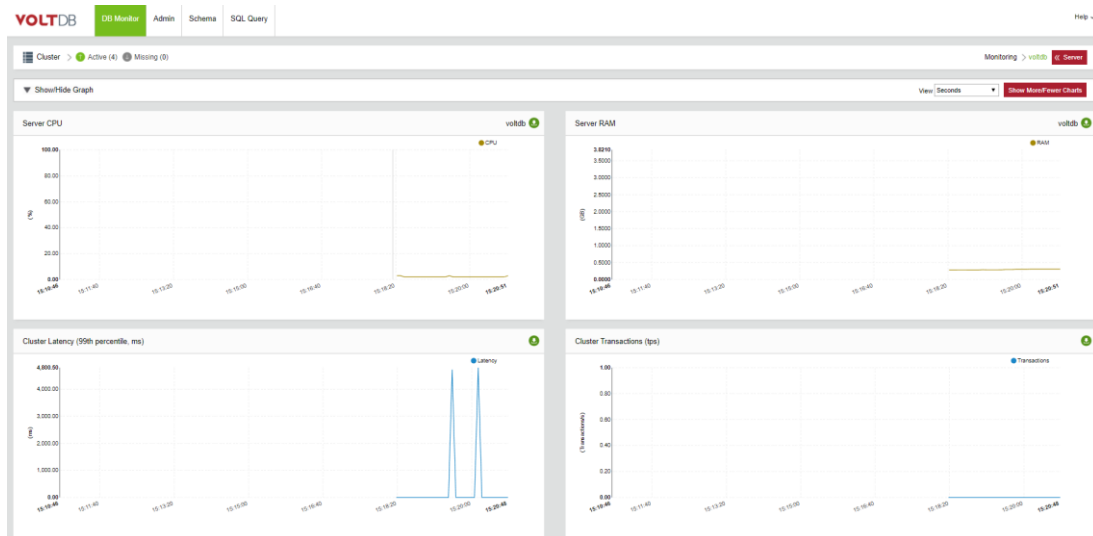 VOLTDB DB Monitor Admin Schema SQL Query Help
Cluster > Active (4) Missing (0) Monitoring > voltdb « Server
Show/Hide Graph View Seconds Show More/Fewer Charts
Server CPU voltdb
CPU
100.00
80.00
60.00
40.00
20.00
0.00
(%)
15:10:46 15:11:40 15:13:20 15:15:00 15:16:40 15:18:20 15:20:00 15:20:51
Server RAM voltdb
RAM
3.8210
3.5000
3.0000
2.0000
1.5000
1.0000
0.5000
0.0000
(GB)
15:10:46 15:11:40 15:13:20 15:15:00 15:16:40 15:18:20 15:20:00 15:20:51
Cluster Latency (99th percentile, ms)
Latency
4,800.50
4,000.00
3,000.00
2,000.00
1,000.00
0.00
(ms)
15:10:46 15:11:40 15:13:20 15:15:00 15:16:40 15:18:20 15:20:00 15:20:46
Cluster Transactions (tps)
Transactions
1.00
0.80
0.60
0.40
0.20
0.00
(Transactions/s)
15:10:46 15:11:40 15:13:20 15:15:00 15:16:40 15:18:20 15:20:00 15:20:46